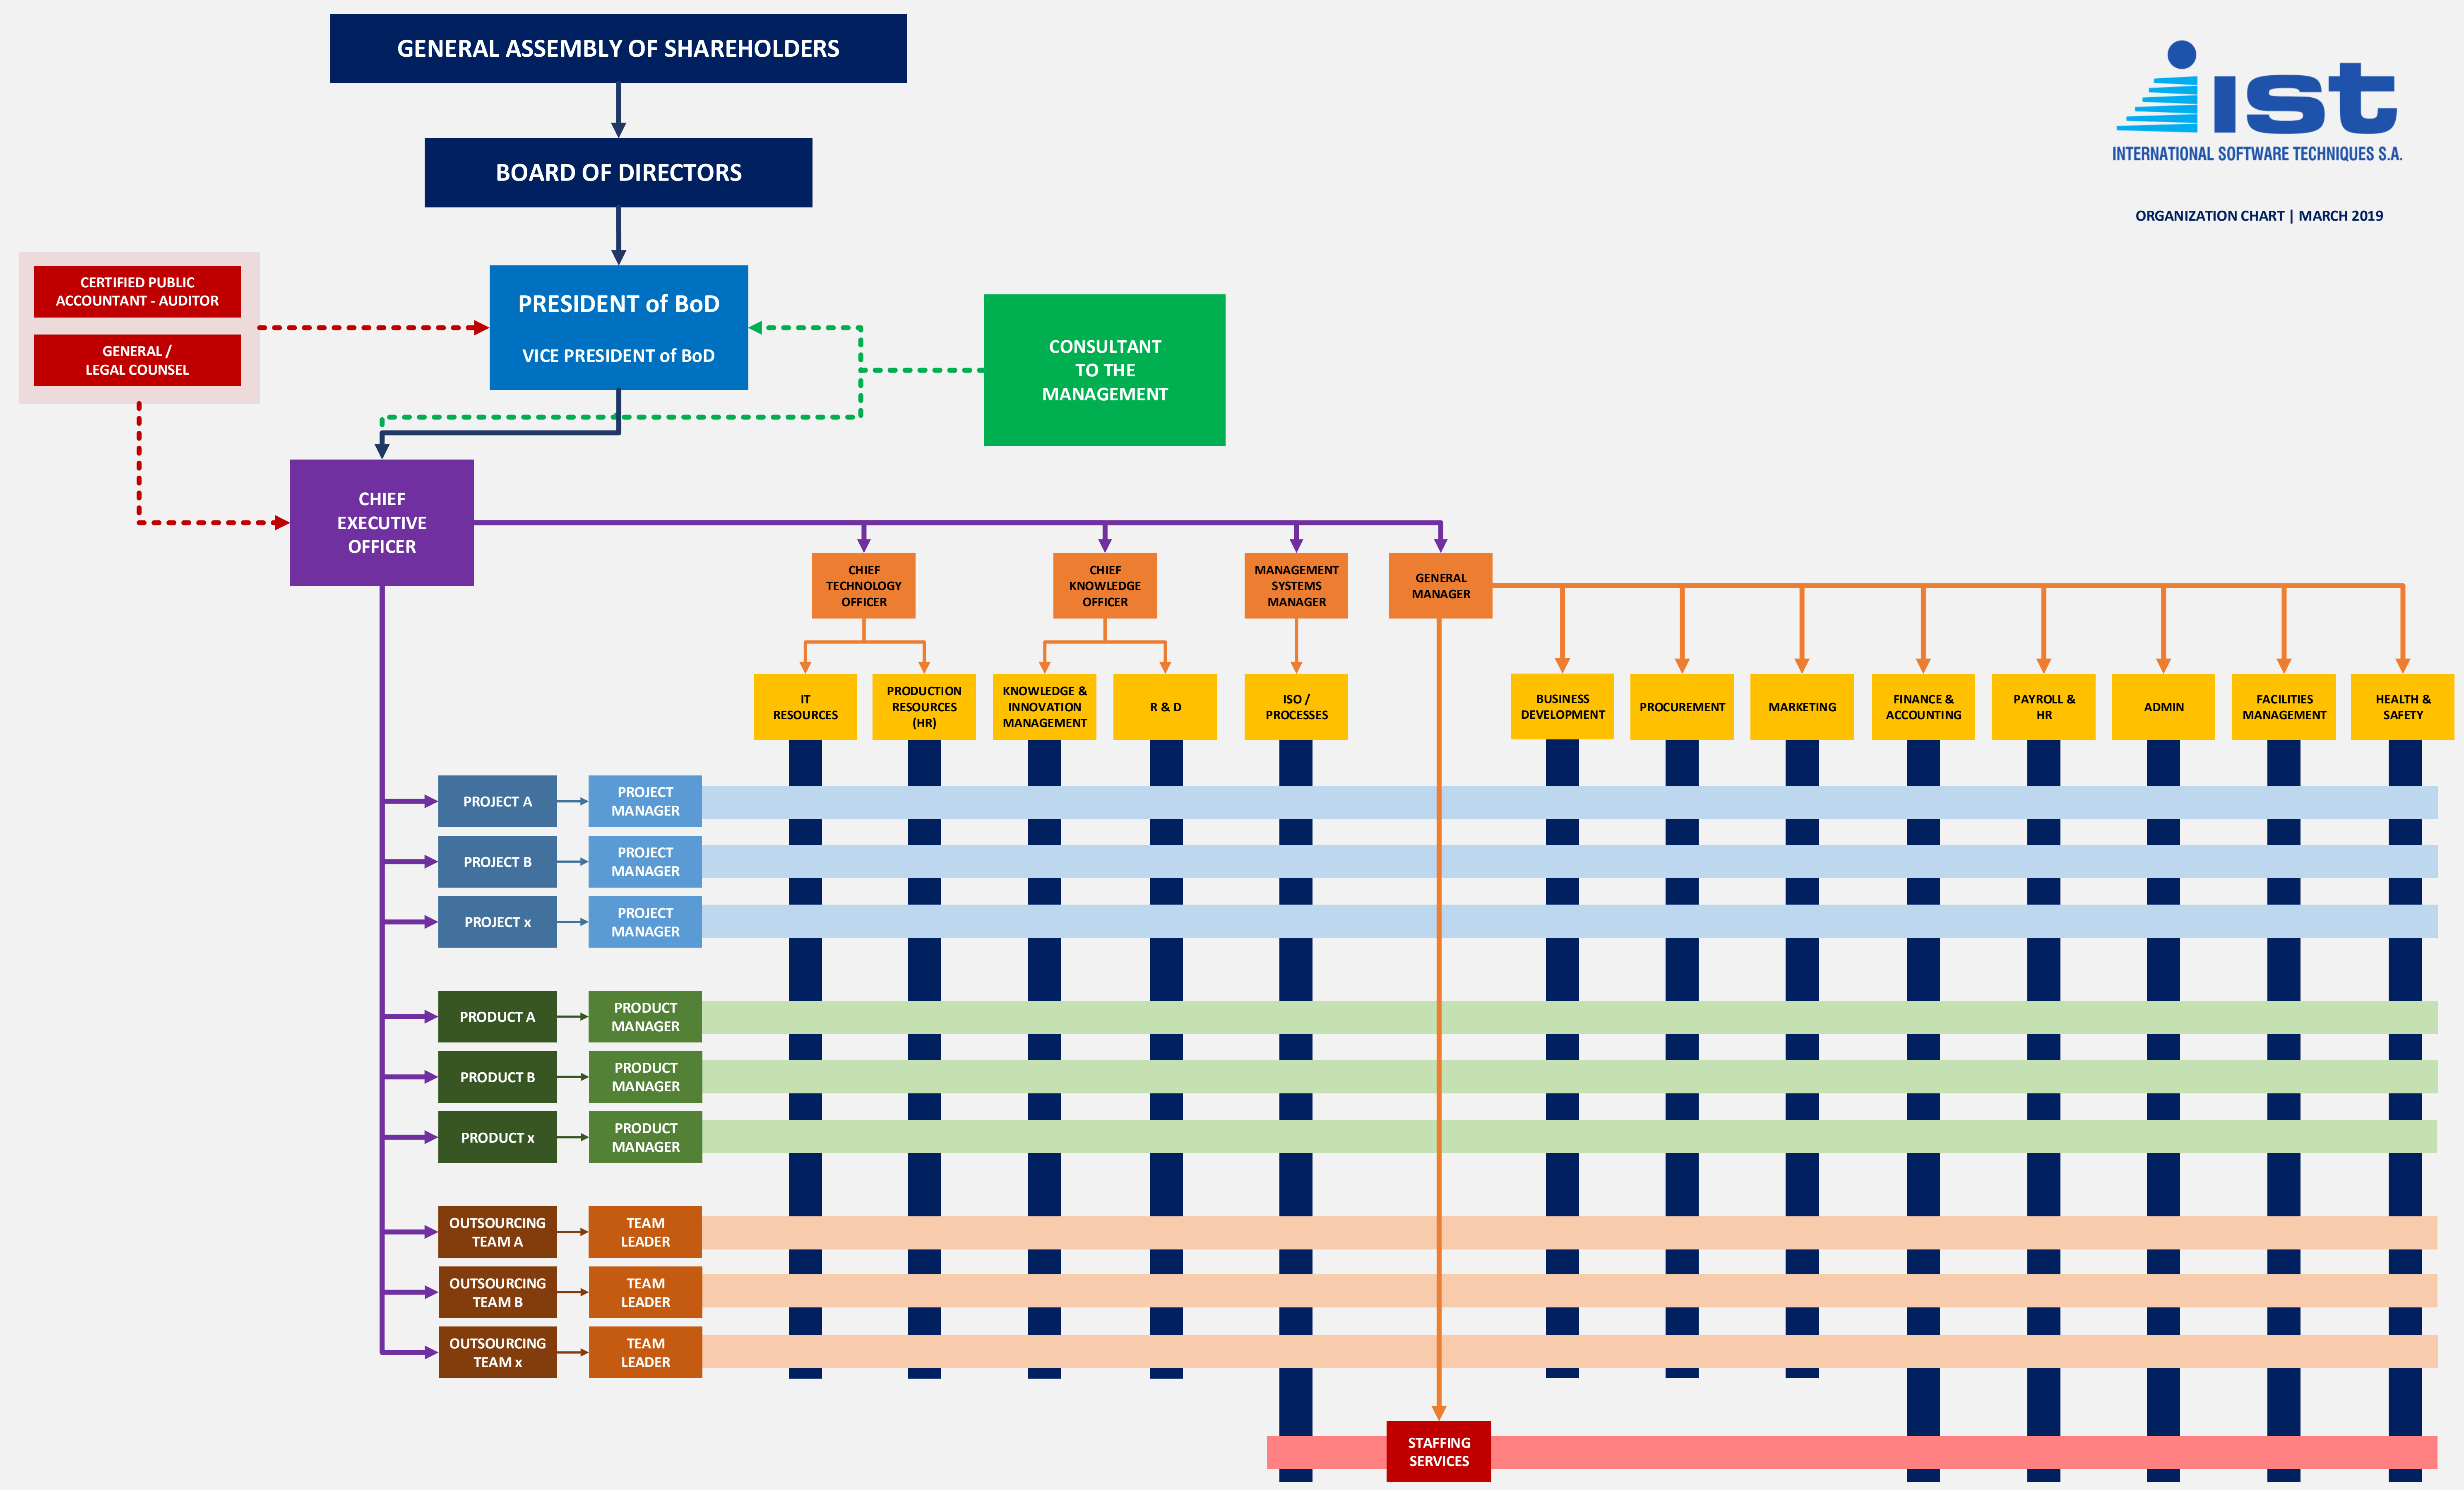 GENERAL ASSEMBLY OF SHAREHOLDERS
ist
INTERNATIONAL SOFTWARE TECHNIQUES S.A.
ORGANIZATION CHART | MARCH 2019
BOARD OF DIRECTORS
CERTIFIED PUBLIC
ACCOUNTANT - AUDITOR
GENERAL /
LEGAL COUNSEL
PRESIDENT of BoD
VICE PRESIDENT of BoD
CONSULTANT
TO THE
MANAGEMENT
CHIEF
EXECUTIVE
OFFICER
CHIEF
TECHNOLOGY
OFFICER
CHIEF
KNOWLEDGE
OFFICER
MANAGEMENT
SYSTEMS
MANAGER
GENERAL
MANAGER
IT
RESOURCES
PRODUCTION
RESOURCES
(HR)
KNOWLEDGE &
INNOVATION
MANAGEMENT
R & D
ISO /
PROCESSES
BUSINESS
DEVELOPMENT
PROCUREMENT
MARKETING
FINANCE &
ACCOUNTING
PAYROLL &
HR
ADMIN
FACILITIES
MANAGEMENT
HEALTH &
SAFETY
PROJECT A
PROJECT
MANAGER
PROJECT B
PROJECT
MANAGER
PROJECT x
PROJECT
MANAGER
PRODUCT A
PRODUCT
MANAGER
PRODUCT B
PRODUCT
MANAGER
PRODUCT x
PRODUCT
MANAGER
OUTSOURCING
TEAM A
TEAM
LEADER
OUTSOURCING
TEAM B
TEAM
LEADER
OUTSOURCING
TEAM x
TEAM
LEADER
STAFFING
SERVICES